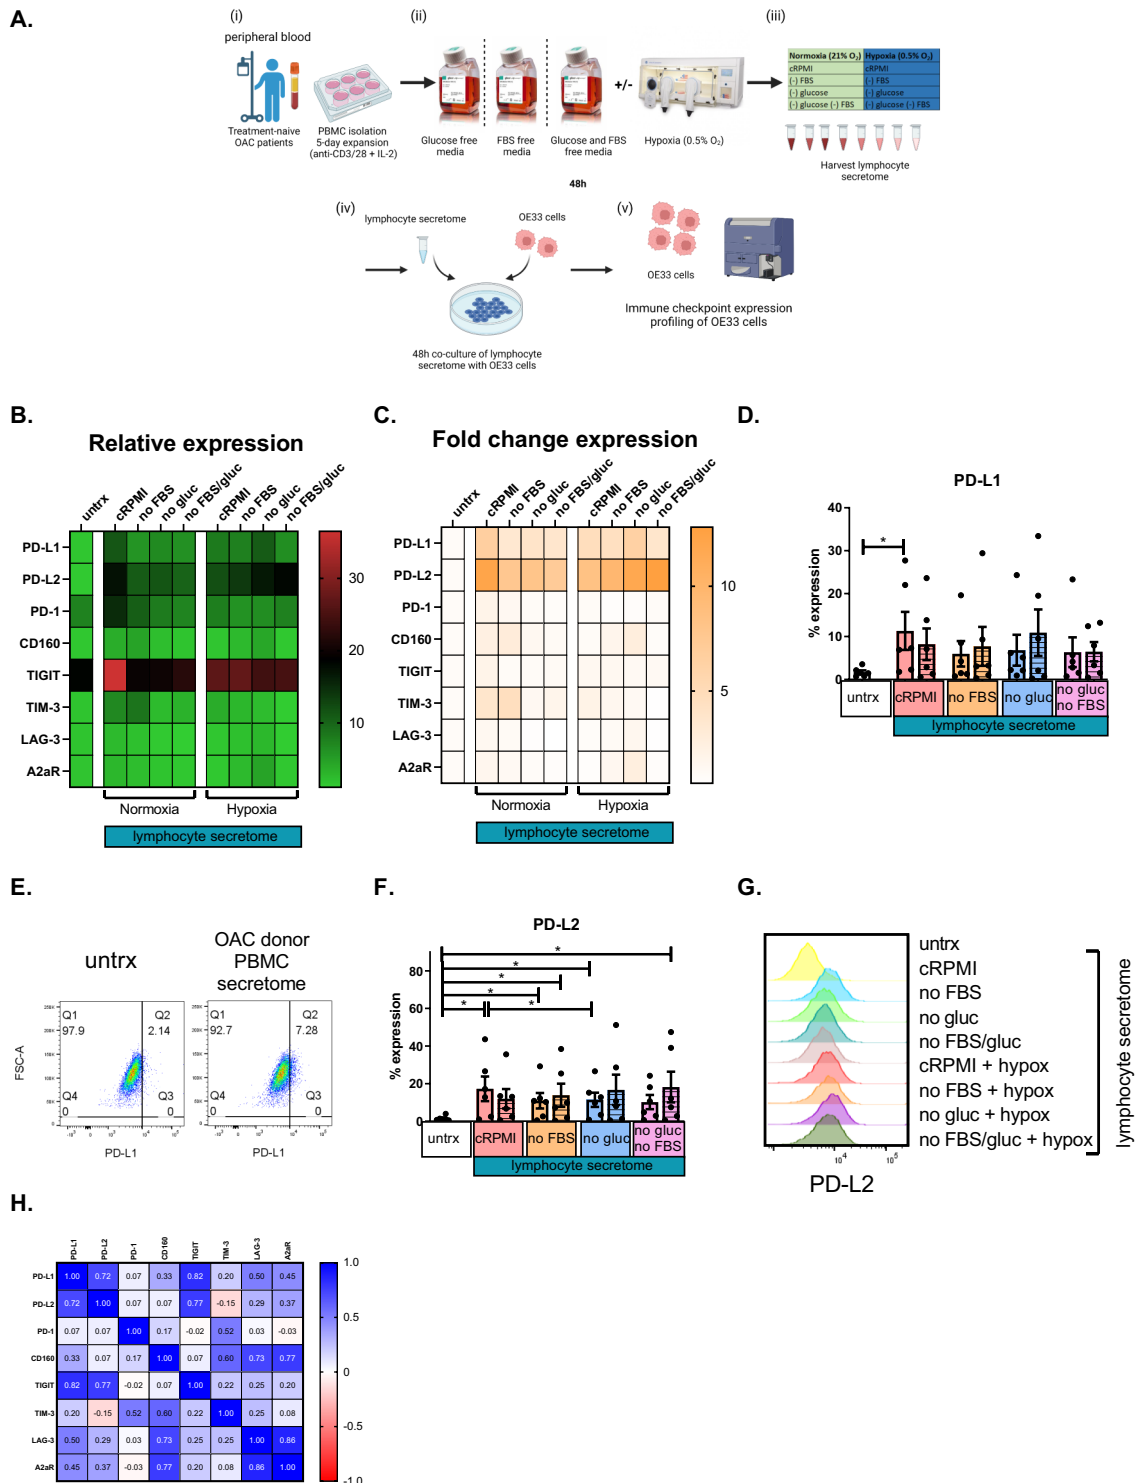 A.
(i)
(ii)
(iii)
peripheral blood
Treatment-naive
OAC patients
PBMC isolation
5-day expansion
(anti-CD3/28 + IL-2)
Glucose free
media
FBS free
media
Glucose and FBS
free media
+/-
Hypoxia (0.5% O₂)
Normoxia (21% O₂) Hypoxia (0.5% O₂)
cRPMI cRPMI
(-) FBS (-) FBS
(-) glucose (-) glucose
(-) glucose (-) FBS (-) glucose (-) FBS
Harvest lymphocyte
secretome
48h
(iv)
(v)
lymphocyte secretome
OE33 cells
48h co-culture of lymphocyte
secretome with OE33 cells
OE33 cells
Immune checkpoint expression
profiling of OE33 cells
B.
Relative expression
untrx
cRPMI
no FBS
no gluc
no FBS/gluc
cRPMI
no FBS
no gluc
no FBS/gluc
PD-L1
PD-L2
PD-1
CD160
TIGIT
TIM-3
LAG-3
A2aR
30
20
10
Normoxia
Hypoxia
lymphocyte secretome
C.
Fold change expression
untrx
cRPMI
no FBS
no gluc
no FBS/gluc
cRPMI
no FBS
no gluc
no FBS/gluc
PD-L1
PD-L2
PD-1
CD160
TIGIT
TIM-3
LAG-3
A2aR
10
5
Normoxia
Hypoxia
lymphocyte secretome
D.
PD-L1
% expression
40
30
20
10
0
*
untrx
cRPMI
no FBS
no gluc
no gluc
no FBS
lymphocyte secretome
E.
untrx
OAC donor
PBMC
secretome
FSC-A
Q1
97.9
Q2
2.14
Q4
0
Q3
0
PD-L1
Q1
92.7
Q2
7.28
Q4
0
Q3
0
PD-L1
F.
PD-L2
% expression
80
60
40
20
0
*
*
*
*
* *
untrx
cRPMI
no FBS
no gluc
no gluc
no FBS
lymphocyte secretome
G.
untrx
cRPMI
no FBS
no gluc
no FBS/gluc
cRPMI + hypox
no FBS + hypox
no gluc + hypox
no FBS/gluc + hypox
lymphocyte secretome
10⁴
10⁵
PD-L2
H.
PD-L1 PD-L2 PD-1 CD160 TIGIT TIM-3 LAG-3 A2aR
PD-L1 1.00 0.72 0.07 0.33 0.82 0.20 0.50 0.45
PD-L2 0.72 1.00 0.07 0.07 0.77 -0.15 0.29 0.37
PD-1 0.07 0.07 1.00 0.17 -0.02 0.52 0.03 -0.03
CD160 0.33 0.07 0.17 1.00 0.07 0.60 0.73 0.77
TIGIT 0.82 0.77 -0.02 0.07 1.00 0.22 0.25 0.20
TIM-3 0.20 -0.15 0.52 0.60 0.22 1.00 0.25 0.08
LAG-3 0.50 0.29 0.03 0.73 0.25 0.25 1.00 0.86
A2aR 0.45 0.37 -0.03 0.77 0.20 0.08 0.86 1.00
1.0
0.5
0
-0.5
-1.0